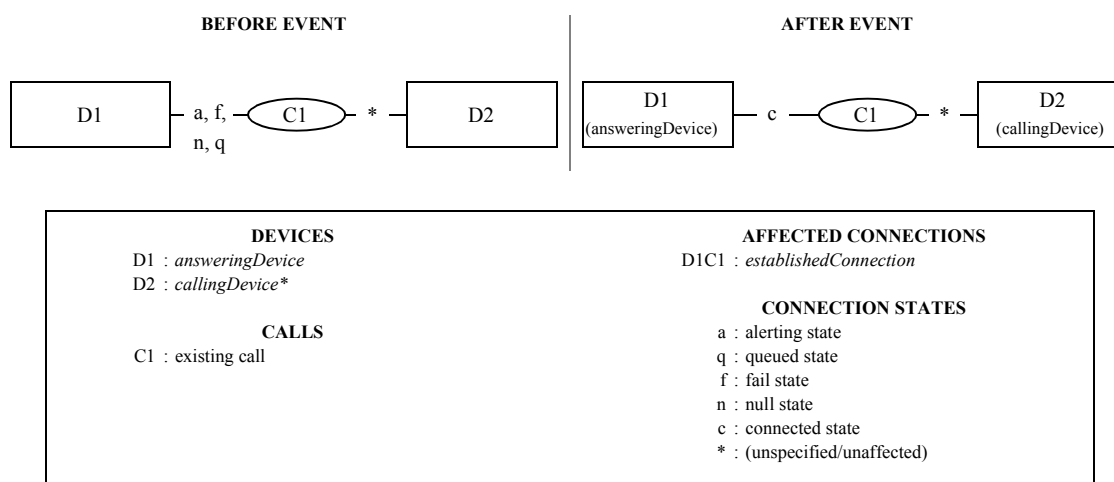 BEFORE EVENT
D1
a, f,
n, q
C1
*
D2
AFTER EVENT
D1
(answeringDevice)
c
C1
*
D2
(callingDevice)
DEVICES
D1 : answeringDevice
D2 : callingDevice*
CALLS
C1 : existing call
AFFECTED CONNECTIONS
D1C1 : establishedConnection
CONNECTION STATES
a : alerting state
q : queued state
f : fail state
n : null state
c : connected state
* : (unspecified/unaffected)